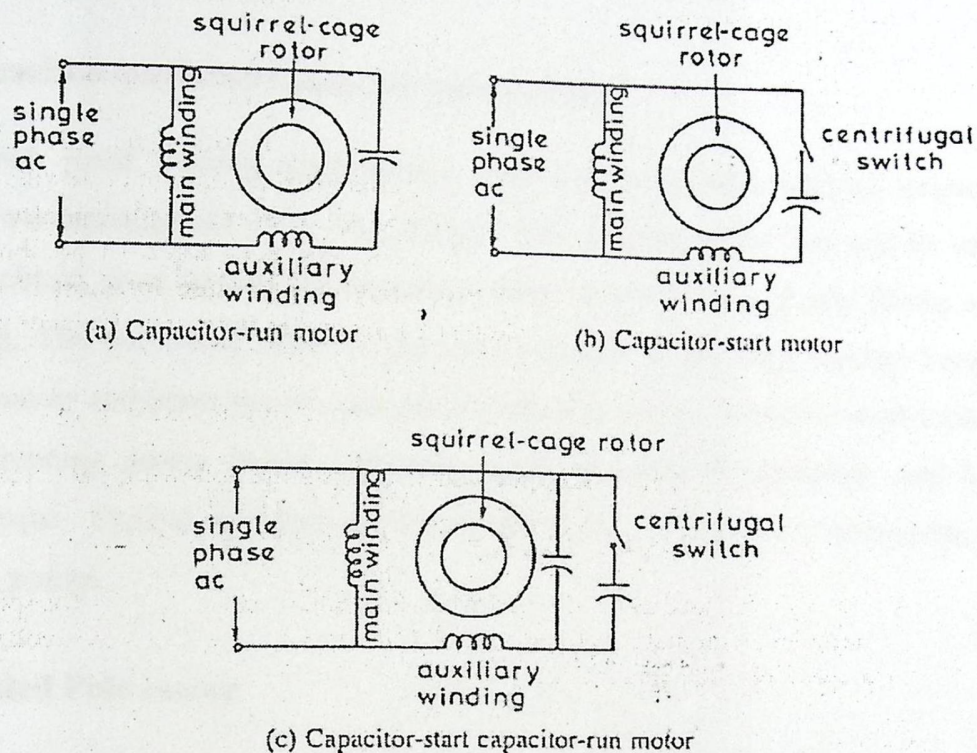 squirrel-cage
rotor
single
phase
ac
main winding
auxiliary
winding
(a) Capacitor-run motor
squirrel-cage
rotor
single
phase
ac
main winding
centrifugal
switch
auxiliary
winding
(b) Capacitor-start motor
squirrel-cage rotor
single
phase
ac
main winding
centrifugal
switch
auxiliary
winding
(c) Capacitor-start capacitor-run motor